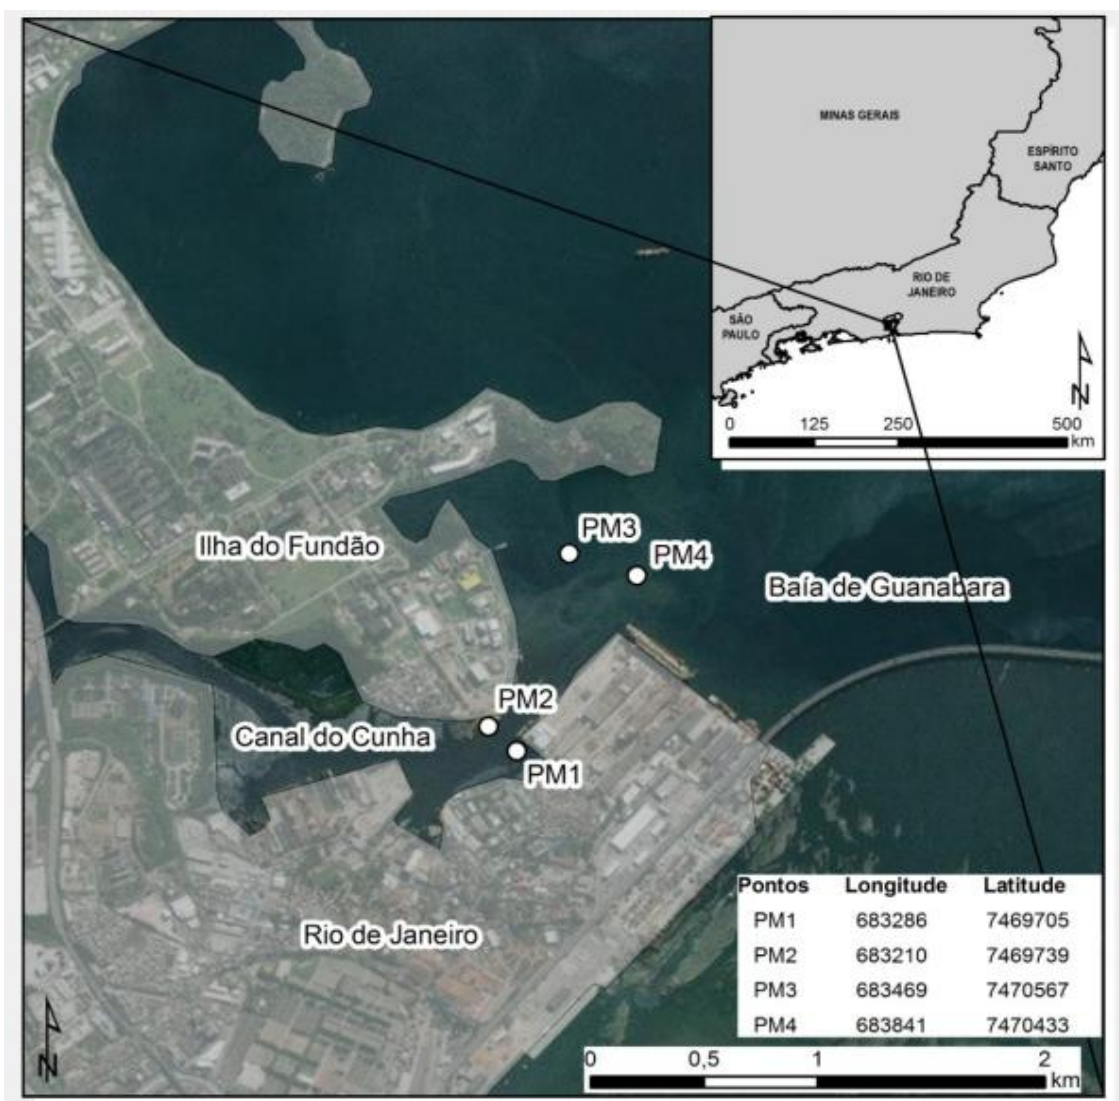 MINAS GERAIS
ESPÍRITO
SANTO
RIO DE
JANEIRO
SÃO
PAULO
N
0 125 250 500
km
PM3
Ilha do Fundão
PM4
Baía de Guanabara
PM2
Canal do Cunha
PM1
Rio de Janeiro
Pontos Longitude Latitude
PM1 683286 7469705
PM2 683210 7469739
PM3 683469 7470567
PM4 683841 7470433
N
0 0,5 1 2
km